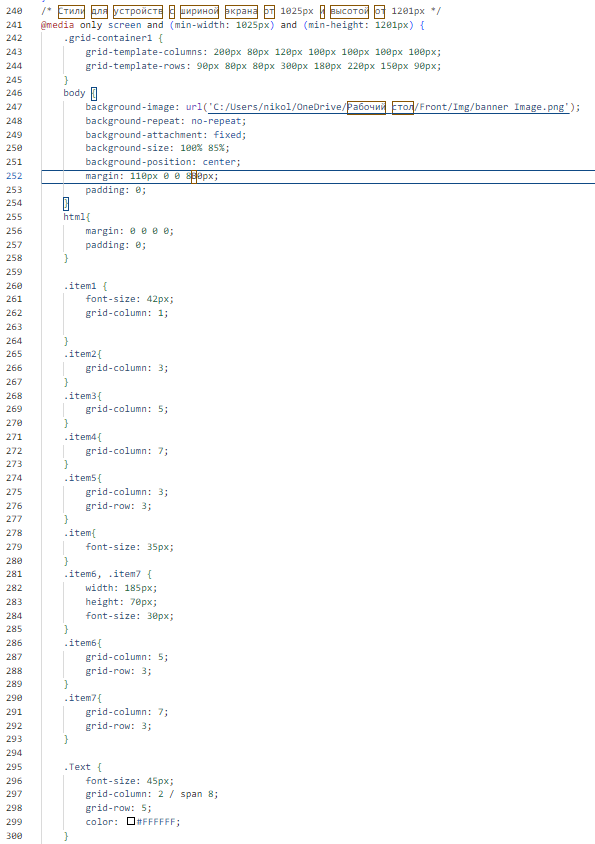 240 /* Стили для устройств с шириной экрана от 1025px и высотой от 1201px */
241 @media only screen and (min-width: 1025px) and (min-height: 1201px) {
242 .grid-container1 {
243 grid-template-columns: 200px 80px 120px 100px 100px 100px 100px;
244 grid-template-rows: 90px 80px 80px 300px 180px 220px 150px 90px;
245 }
246 body {
247 background-image: url('C:/Users/nikol/OneDrive/Рабочий стол/Front/Img/banner Image.png');
248 background-repeat: no-repeat;
249 background-attachment: fixed;
250 background-size: 100% 85%;
251 background-position: center;
252 margin: 110px 0 0 880px;
253 padding: 0;
254 }
255 html{
256 margin: 0 0 0 0;
257 padding: 0;
258 }
259
260 .item1 {
261 font-size: 42px;
262 grid-column: 1;
263
264 }
265 .item2{
266 grid-column: 3;
267 }
268 .item3{
269 grid-column: 5;
270 }
271 .item4{
272 grid-column: 7;
273 }
274 .item5{
275 grid-column: 3;
276 grid-row: 3;
277 }
278 .item{
279 font-size: 35px;
280 }
281 .item6, .item7 {
282 width: 185px;
283 height: 70px;
284 font-size: 30px;
285 }
286 .item6{
287 grid-column: 5;
288 grid-row: 3;
289 }
290 .item7{
291 grid-column: 7;
292 grid-row: 3;
293 }
294
295 .Text {
296 font-size: 45px;
297 grid-column: 2 / span 8;
298 grid-row: 5;
299 color: #FFFFFF;
300 }